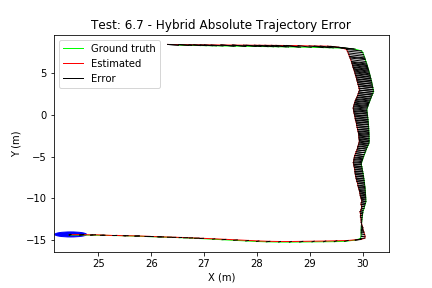 Test: 6.7 - Hybrid Absolute Trajectory Error
Ground truth
Estimated
Error
Y (m)
5
0
−5
−10
−15
25 26 27 28 29 30
X (m)